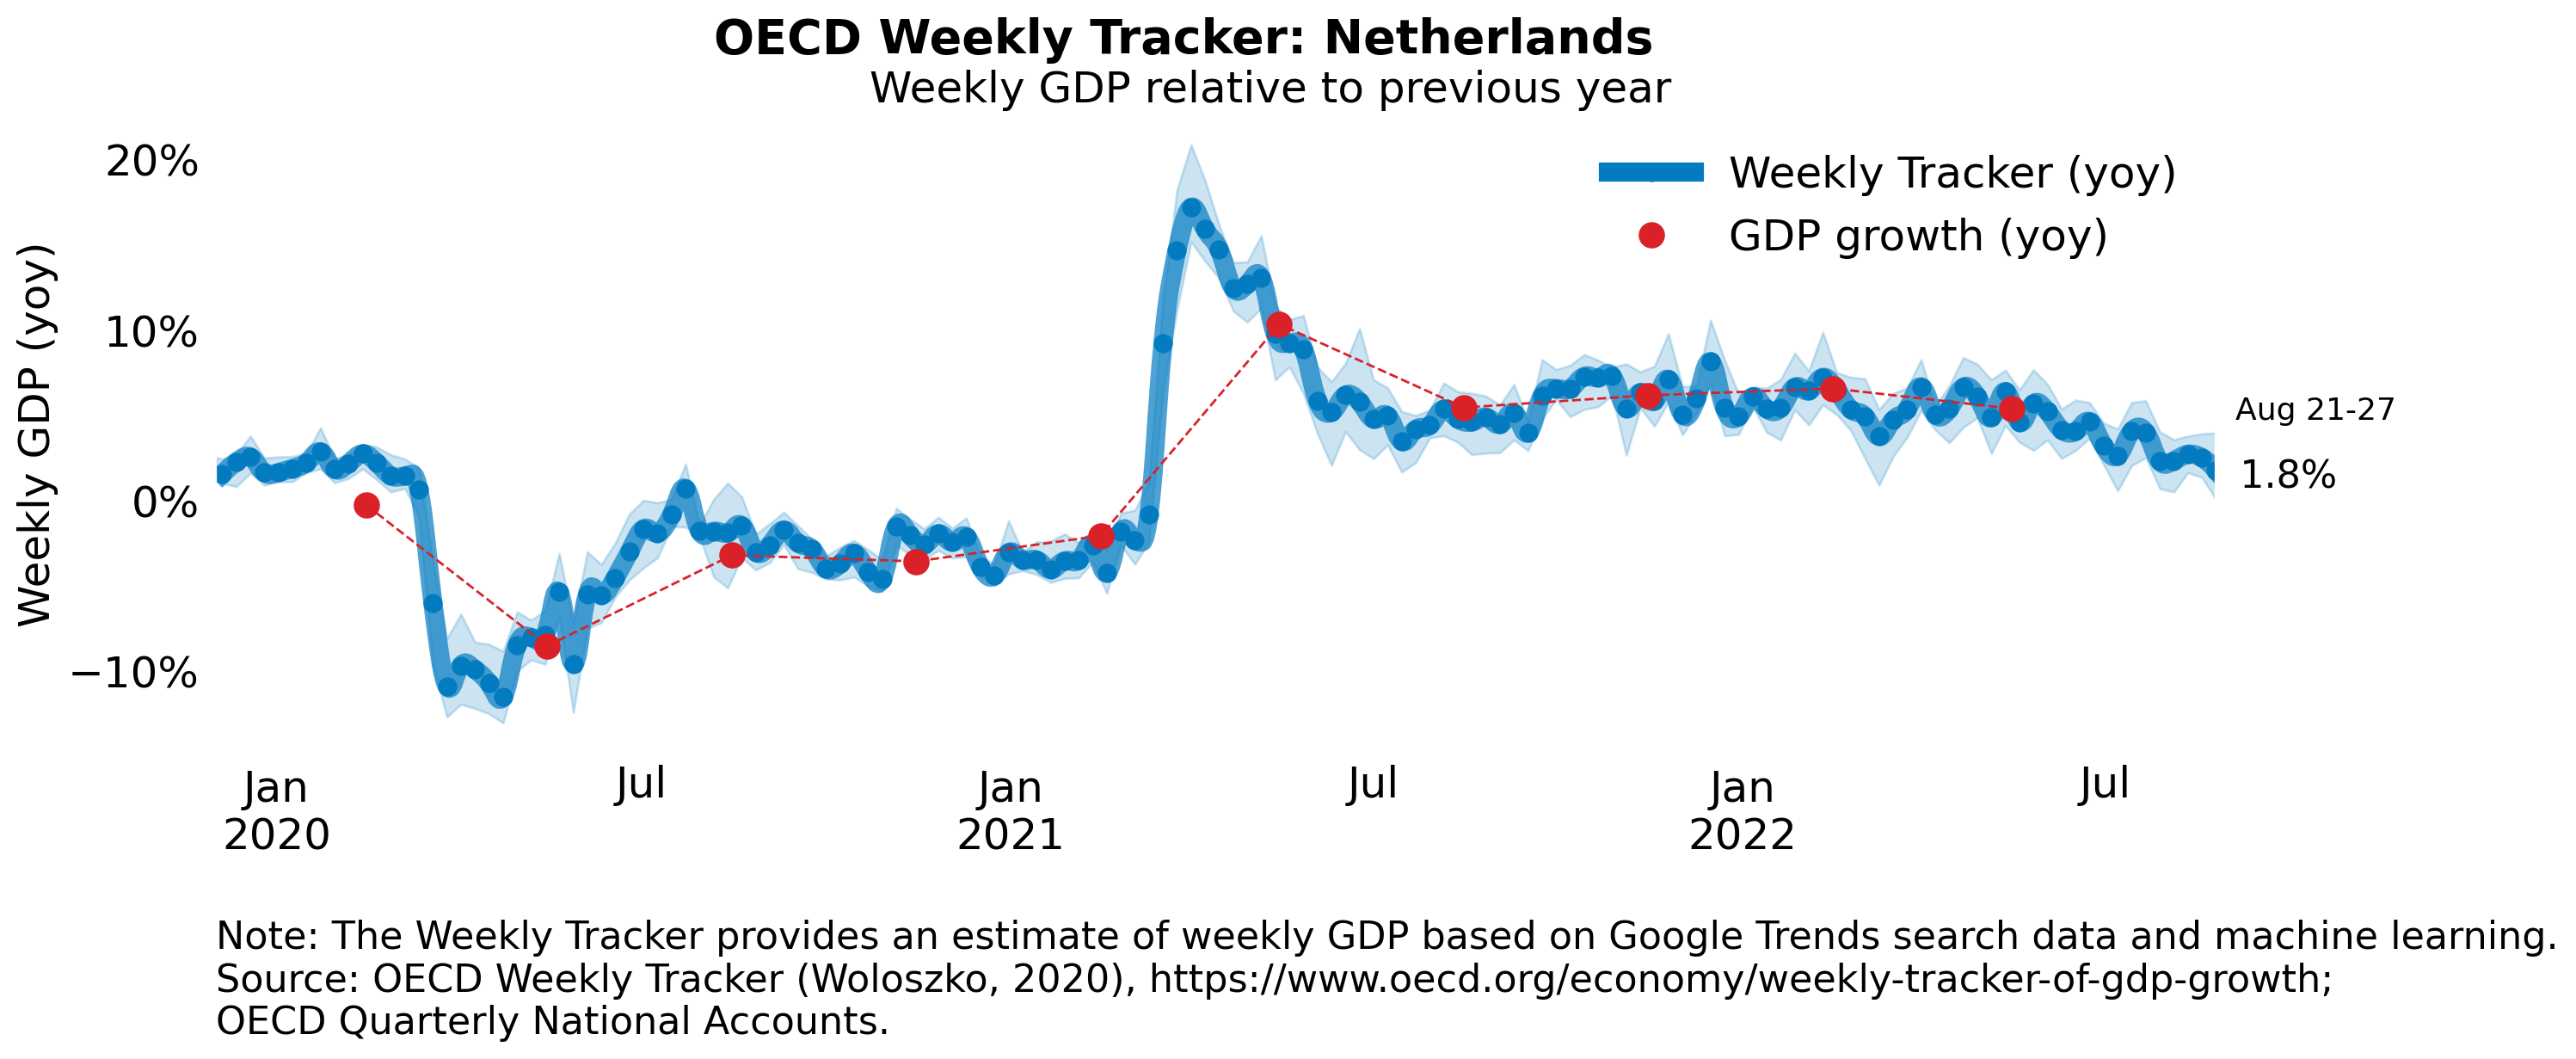 OECD Weekly Tracker: Netherlands
Weekly GDP relative to previous year
Weekly GDP (yoy)
20%
10%
0%
−10%
Weekly Tracker (yoy)
GDP growth (yoy)
Aug 21-27
1.8%
Jan
2020
Jul
Jan
2021
Jul
Jan
2022
Jul
Note: The Weekly Tracker provides an estimate of weekly GDP based on Google Trends search data and machine learning.
Source: OECD Weekly Tracker (Woloszko, 2020), https://www.oecd.org/economy/weekly-tracker-of-gdp-growth;
OECD Quarterly National Accounts.